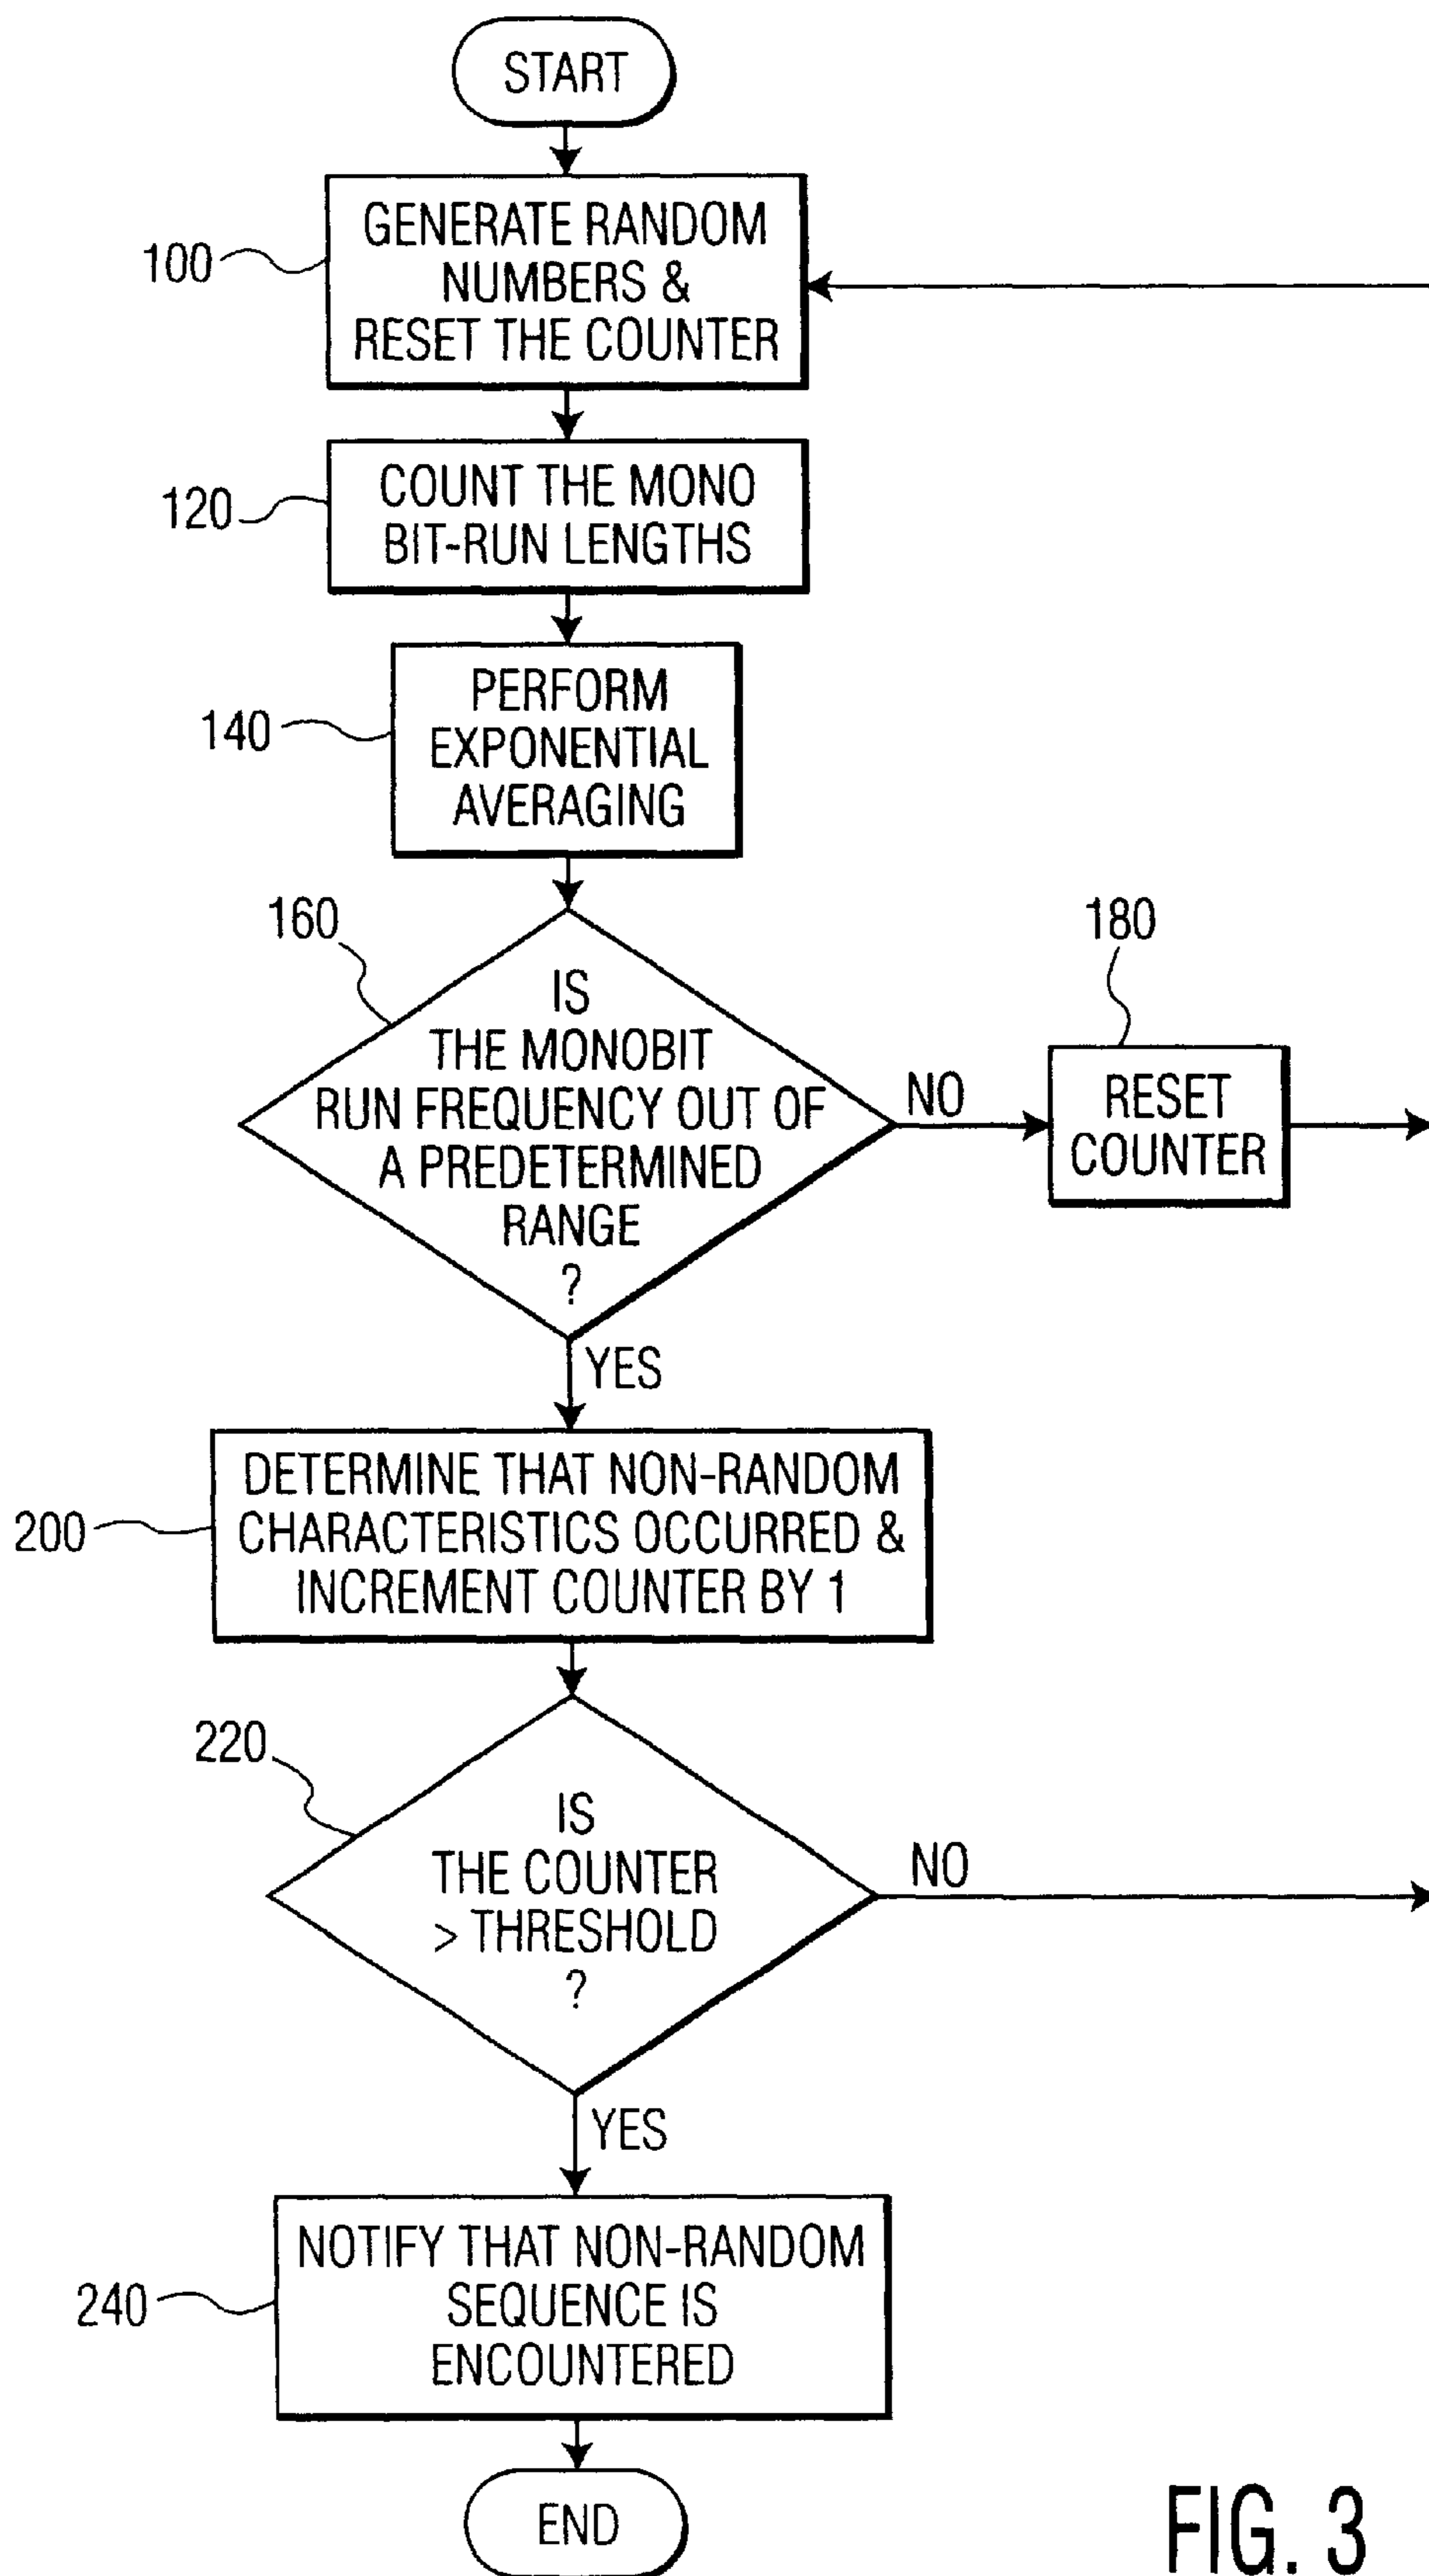 START
100
GENERATE RANDOM
NUMBERS &
RESET THE COUNTER
120
COUNT THE MONO
BIT-RUN LENGTHS
140
PERFORM
EXPONENTIAL
AVERAGING
160
IS
THE MONOBIT
RUN FREQUENCY OUT OF
A PREDETERMINED
RANGE
?
NO
180
RESET
COUNTER
YES
200
DETERMINE THAT NON-RANDOM
CHARACTERISTICS OCCURRED &
INCREMENT COUNTER BY 1
220
IS
THE COUNTER
> THRESHOLD
?
NO
YES
240
NOTIFY THAT NON-RANDOM
SEQUENCE IS
ENCOUNTERED
END
FIG. 3